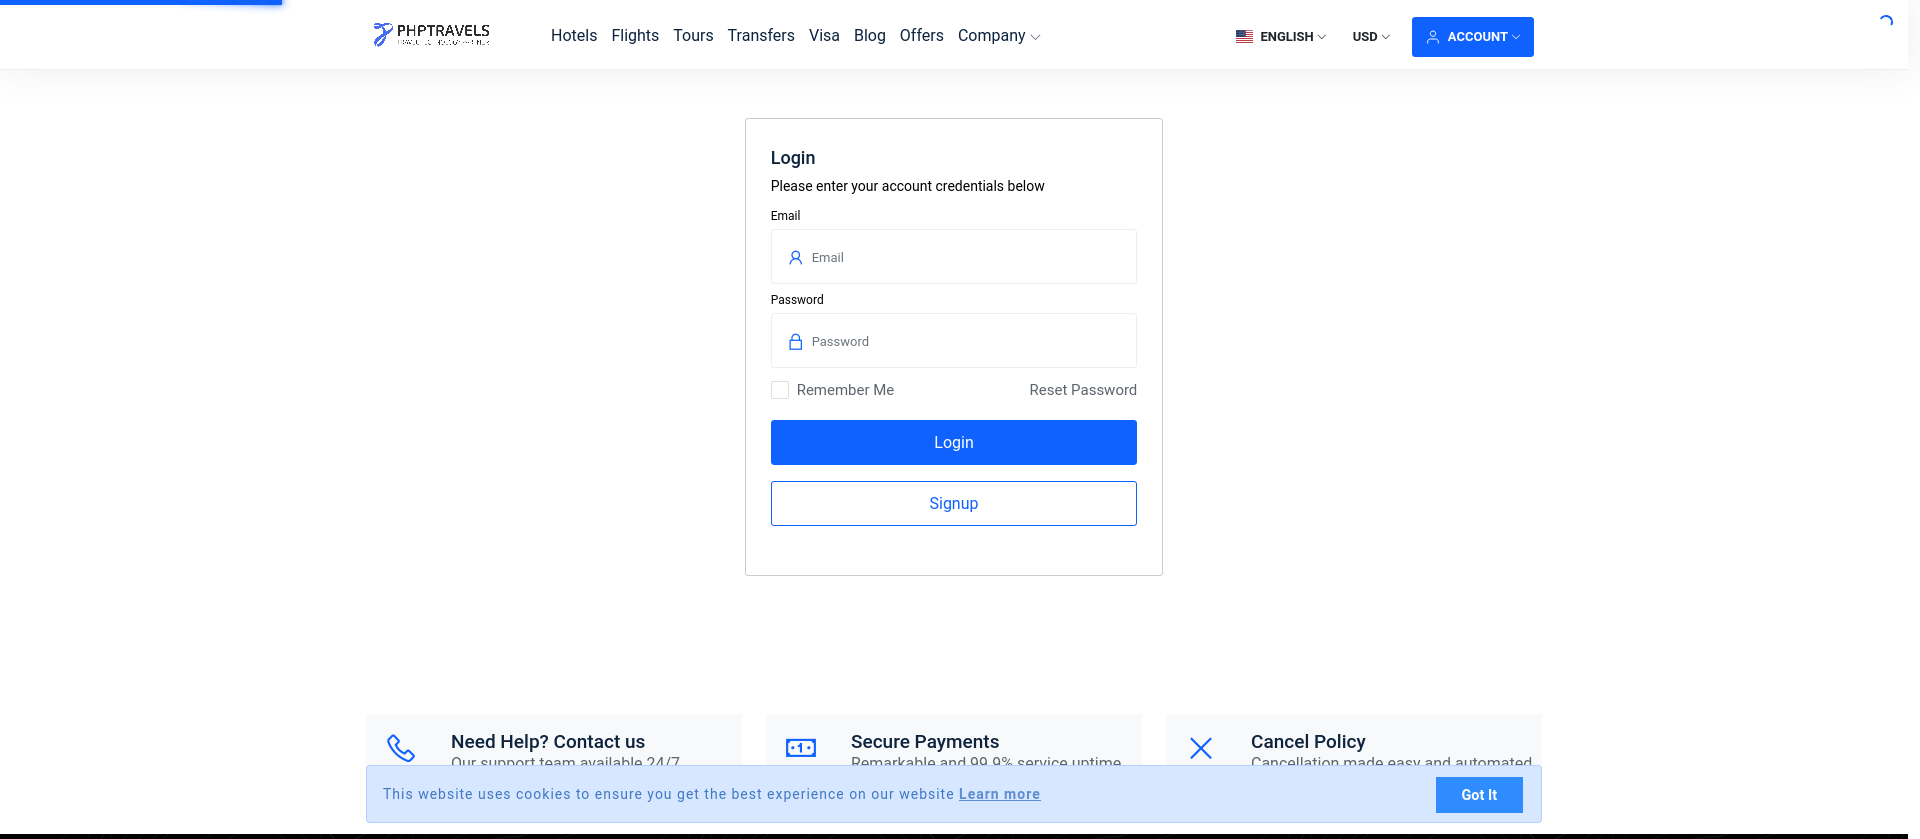 PHPTRAVELS
Hotels Flights Tours Transfers Visa Blog Offers Company
ENGLISH USD ACCOUNT
Login
Please enter your account credentials below
Email
Email
Password
Password
Remember Me Reset Password
Login
Signup
Need Help? Contact us
Our support team available 24/7
Secure Payments
Remarkable and 99.9% service uptime
Cancel Policy
Cancellation made easy and automated
This website uses cookies to ensure you get the best experience on our website Learn more
Got It